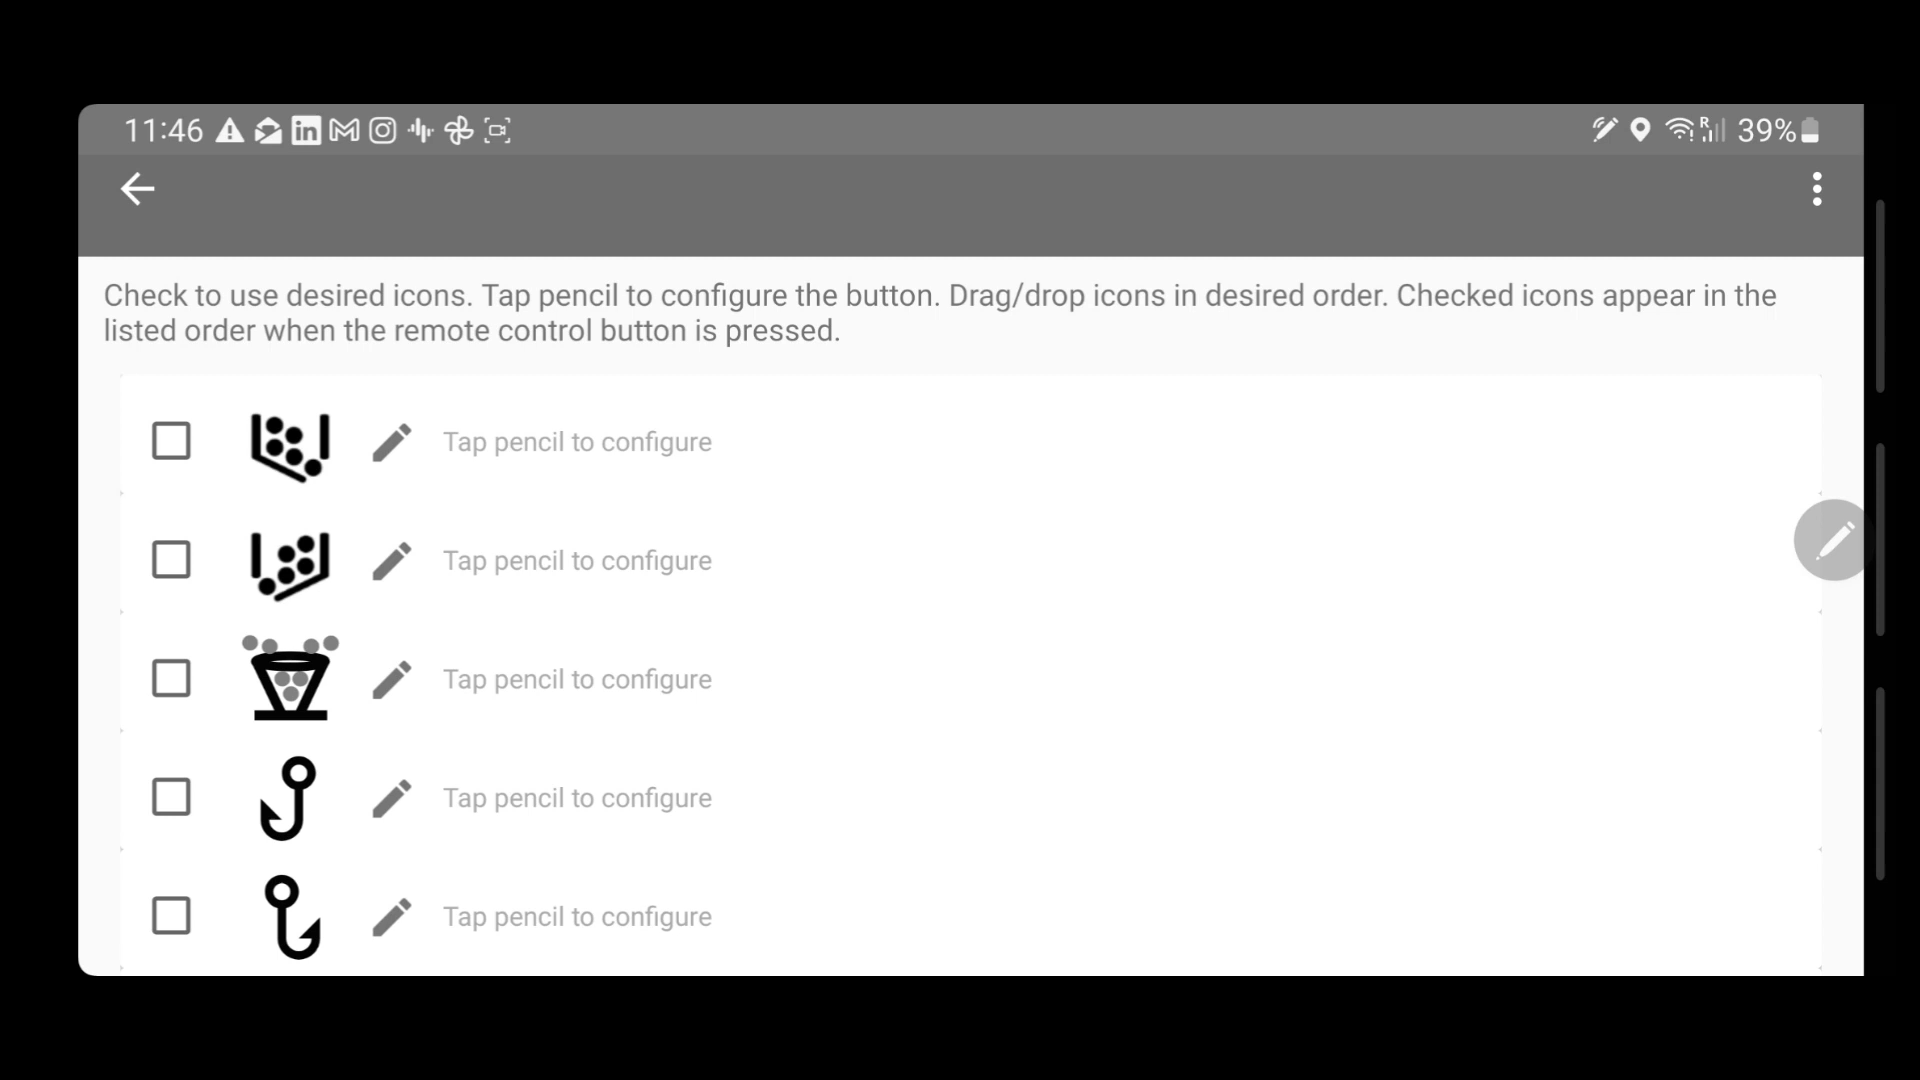 11:46
R
39%
Check to use desired icons. Tap pencil to configure the button. Drag/drop icons in desired order. Checked icons appear in the
listed order when the remote control button is pressed.
Tap pencil to configure
Tap pencil to configure
Tap pencil to configure
Tap pencil to configure
Tap pencil to configure